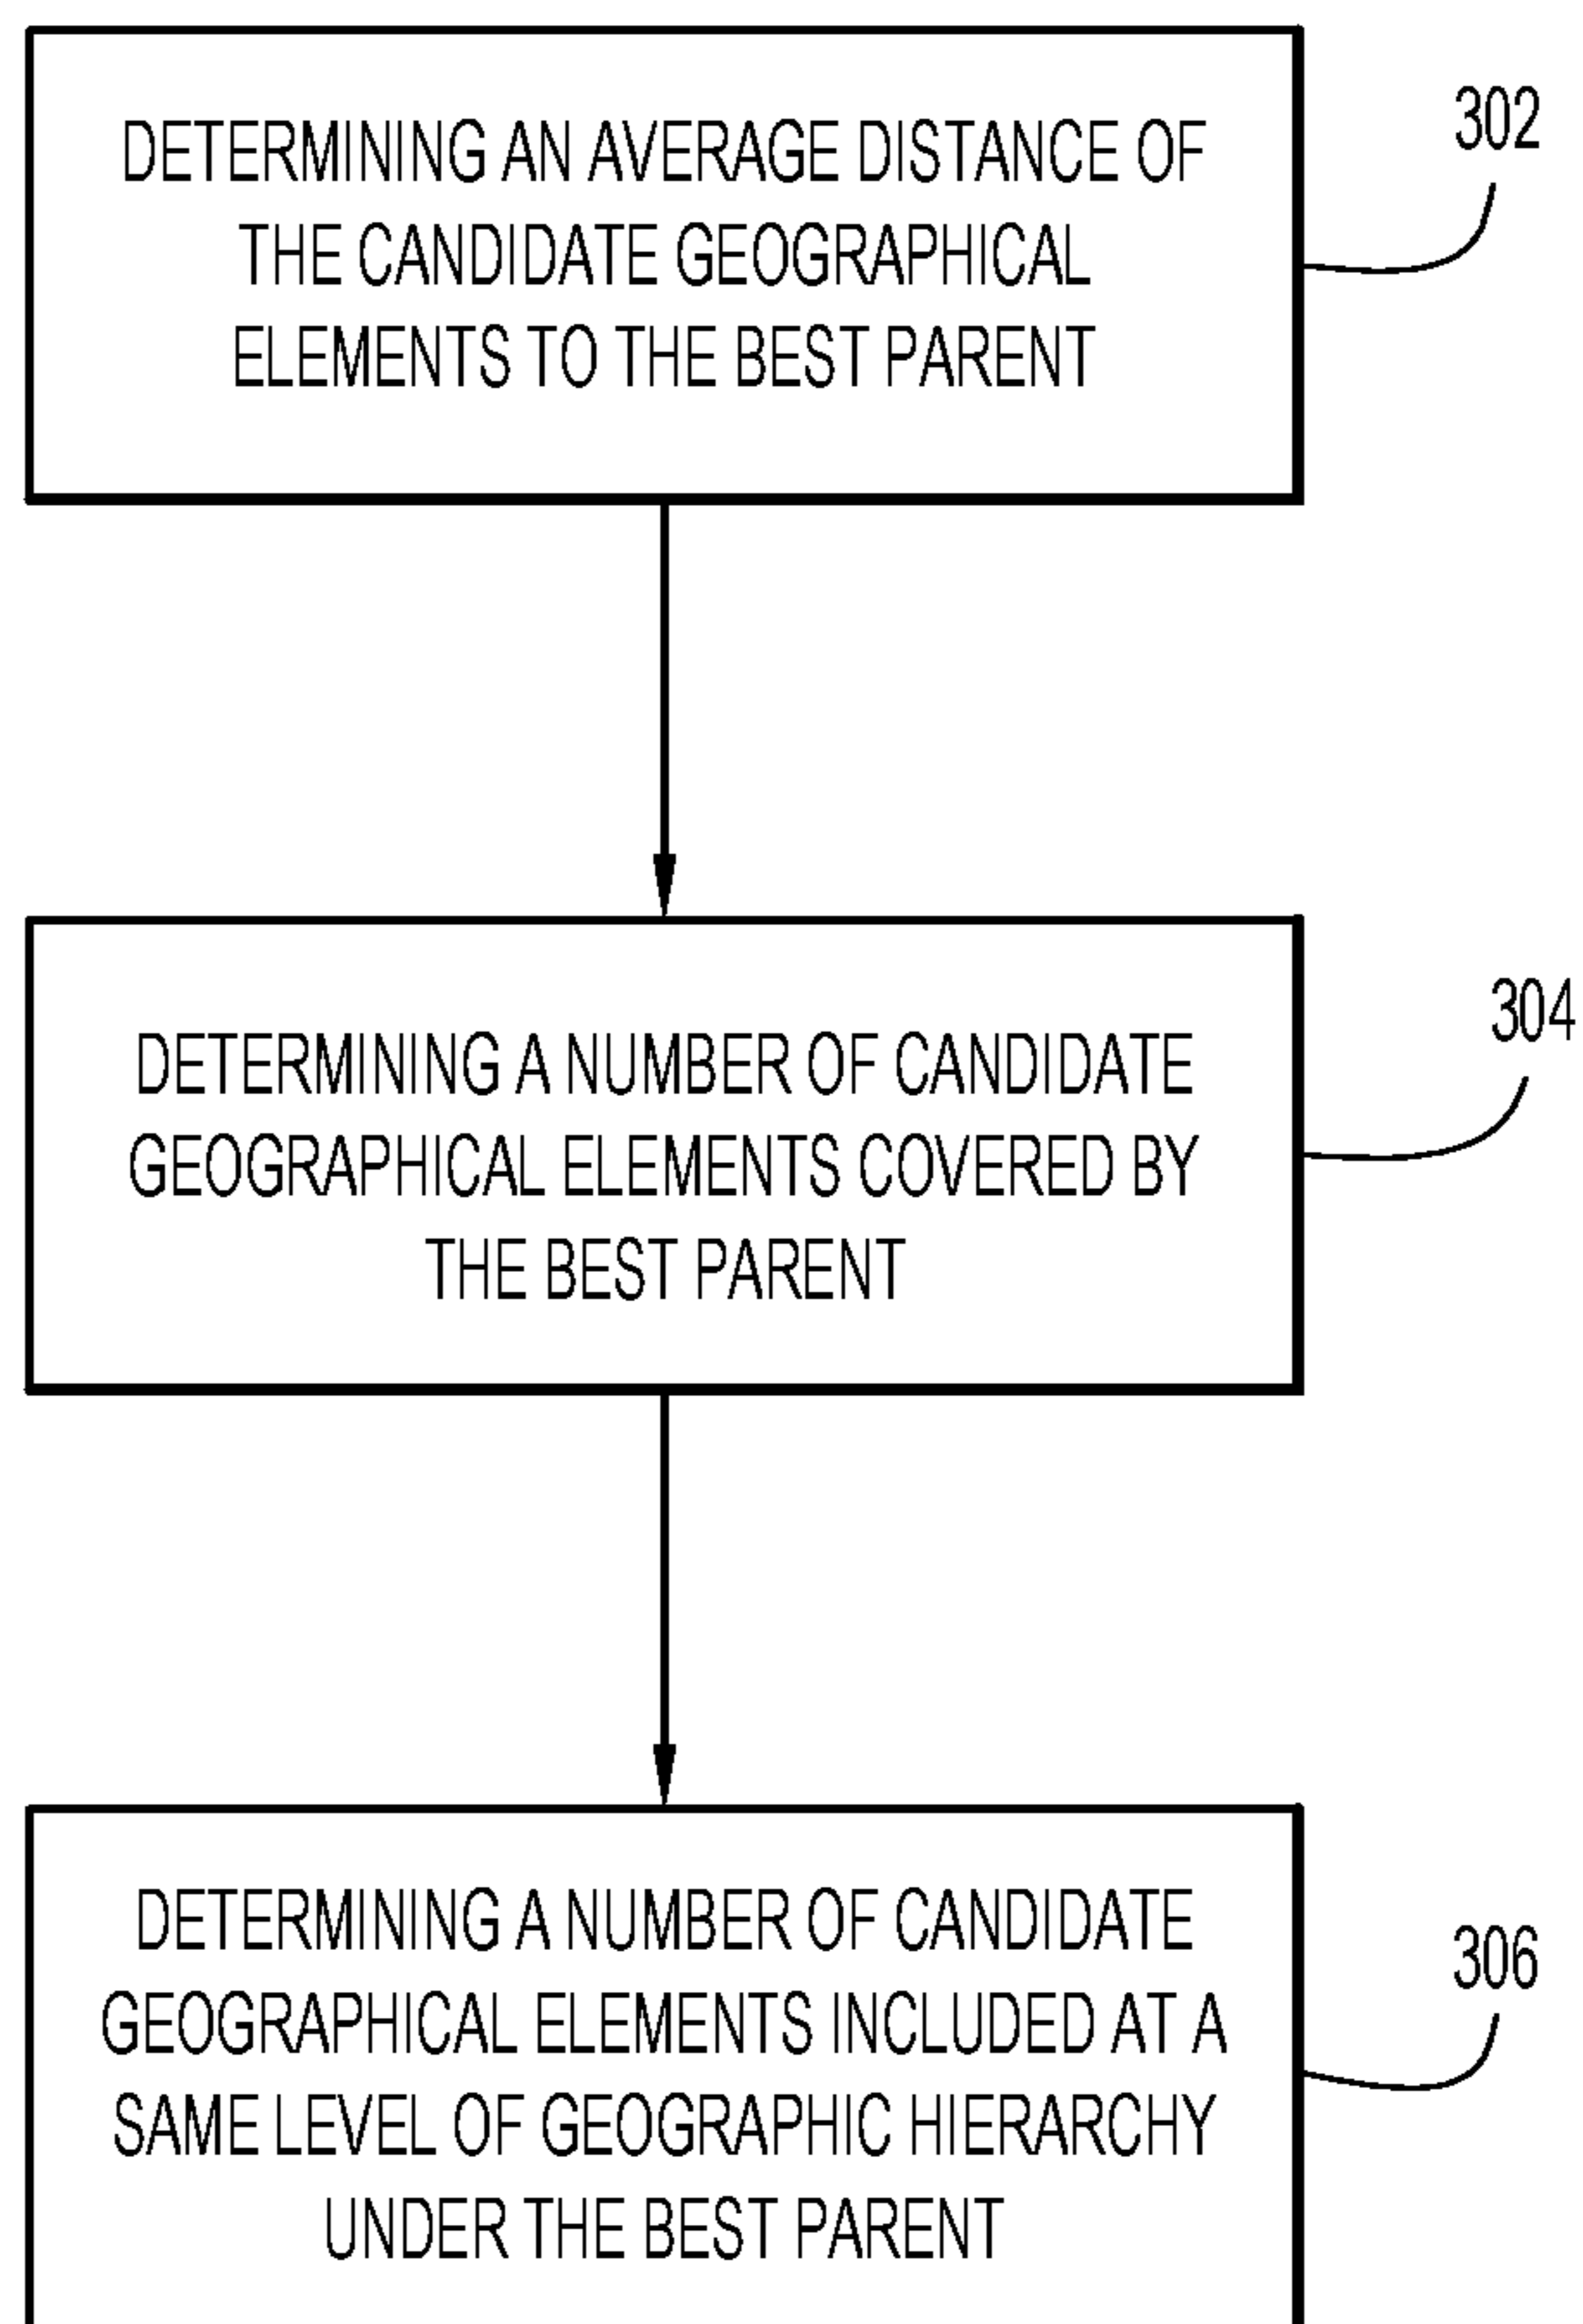 DETERMINING AN AVERAGE DISTANCE OF
THE CANDIDATE GEOGRAPHICAL
ELEMENTS TO THE BEST PARENT
302
DETERMINING A NUMBER OF CANDIDATE
GEOGRAPHICAL ELEMENTS COVERED BY
THE BEST PARENT
304
DETERMINING A NUMBER OF CANDIDATE
GEOGRAPHICAL ELEMENTS INCLUDED AT A
SAME LEVEL OF GEOGRAPHIC HIERARCHY
UNDER THE BEST PARENT
306